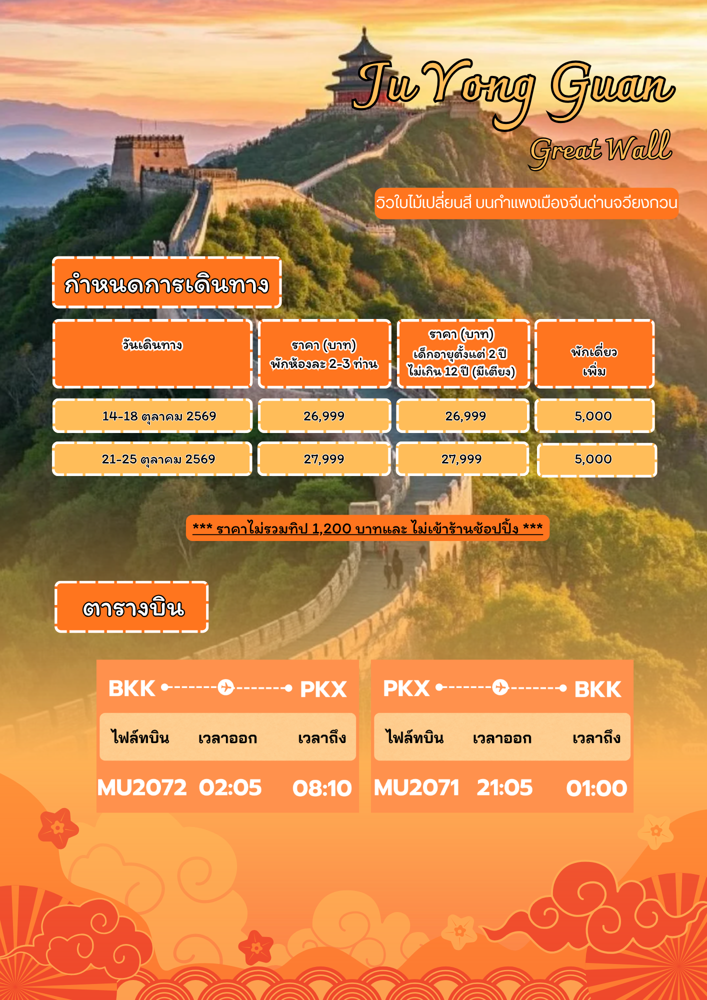 Ju Yong Guan
Great Wall
วิวใบไม้เปลี่ยนสี บนกำแพงเมืองจีนด่านจวียงกวน
กำหนดการเดินทาง
วันเดินทาง
ราคา (บาท)
พักห้องละ 2-3 ท่าน
ราคา (บาท)
เด็กอายุตั้งแต่ 2 ปี
ไม่เกิน 12 ปี (มีเตียง)
พักเดี่ยว
เพิ่ม
14-18 ตุลาคม 2569 26,999 26,999 5,000
21-25 ตุลาคม 2569 27,999 27,999 5,000
*** ราคาไม่รวมทิป 1,200 บาทและ ไม่เข้าร้านช้อปปิ้ง ***
ตารางบิน
BKK PKX
ไฟล์ทบิน เวลาออก เวลาถึง
MU2072 02:05 08:10
PKX BKK
ไฟล์ทบิน เวลาออก เวลาถึง
MU2071 21:05 01:00